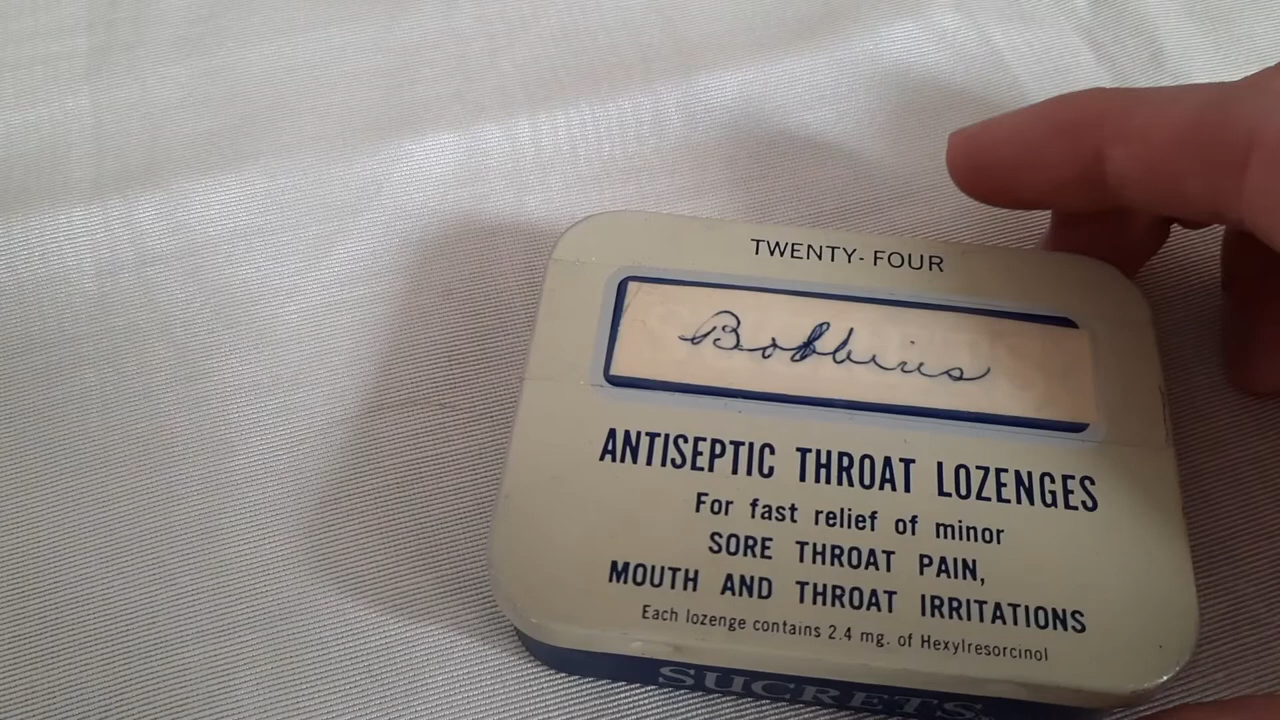 TWENTY-FOUR
Bobbins
ANTISEPTIC THROAT LOZENGES
For fast relief of minor
SORE THROAT PAIN,
MOUTH AND THROAT IRRITATIONS
Each lozenge contains 2.4 mg. of Hexylresorcinol
SUCRETS